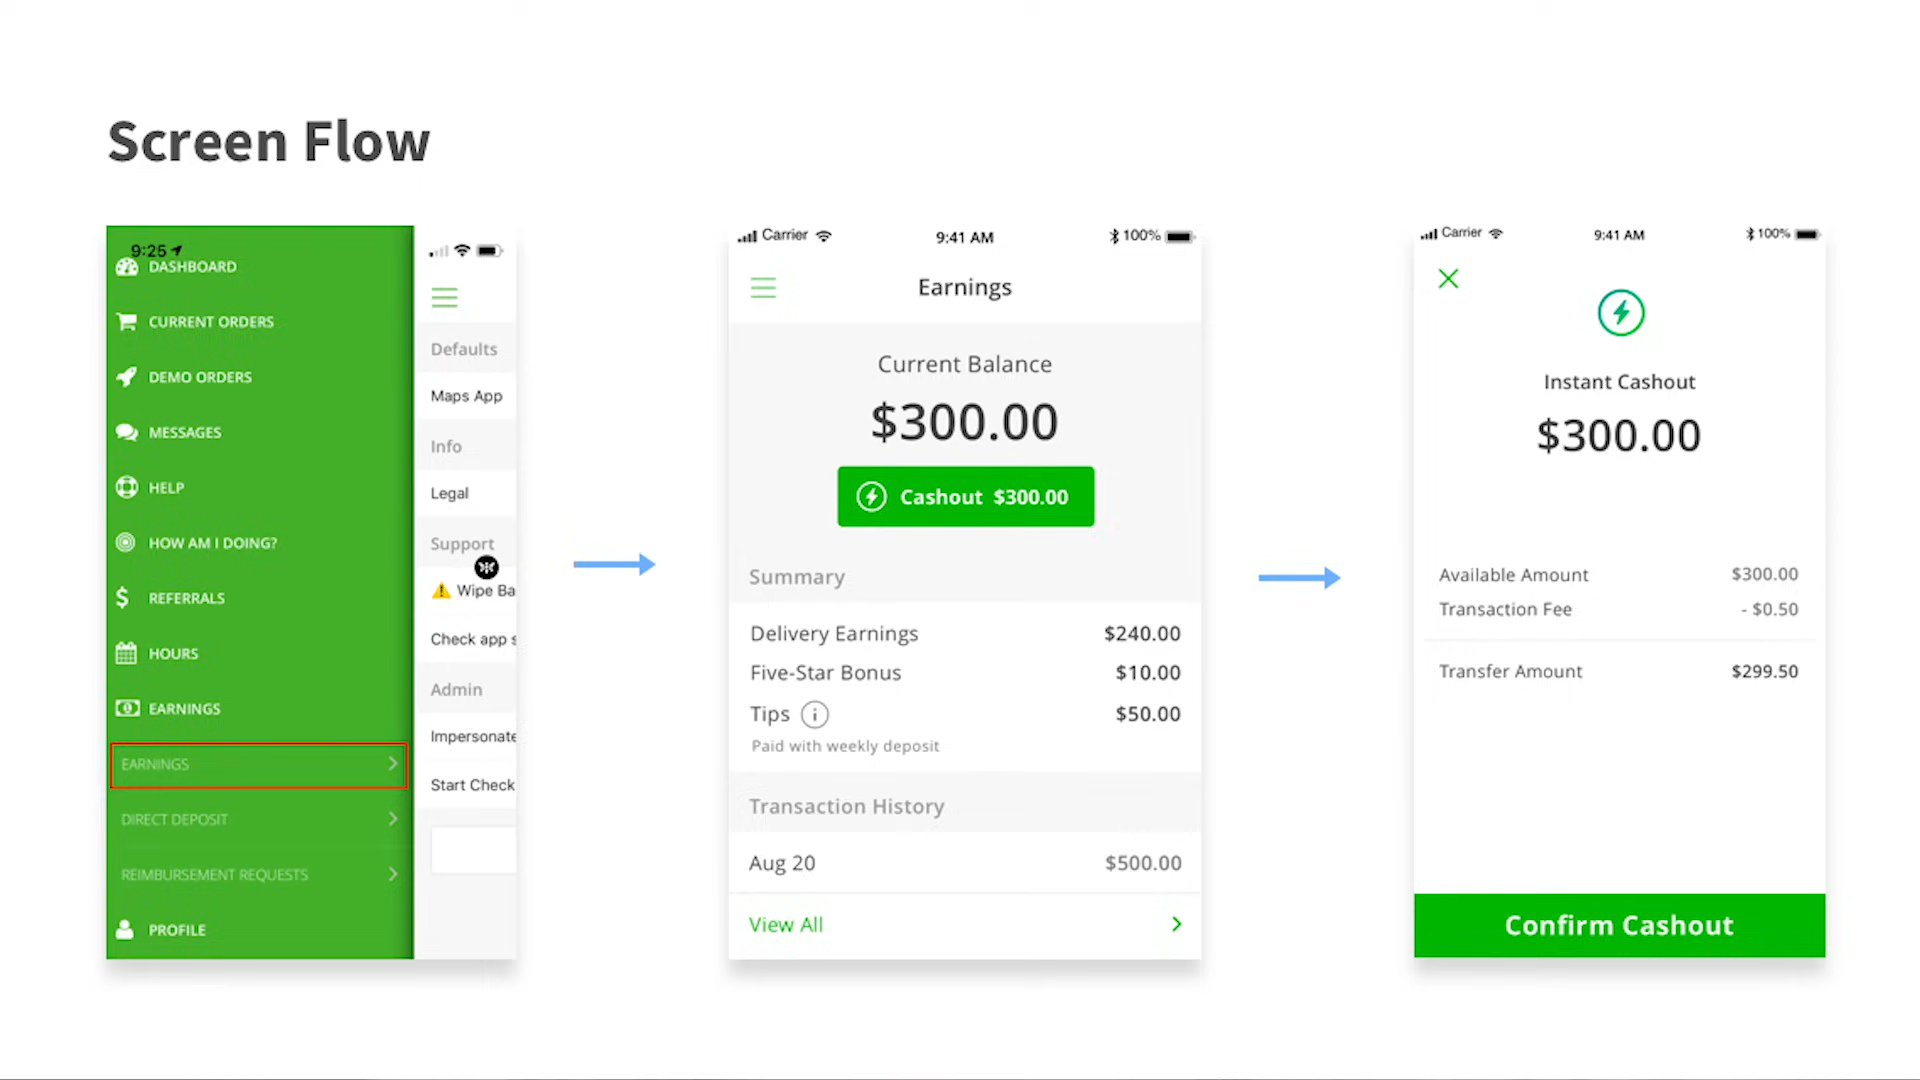 Screen Flow
9:25
DASHBOARD
CURRENT ORDERS
DEMO ORDERS
MESSAGES
HELP
HOW AM I DOING?
REFERRALS
HOURS
EARNINGS
EARNINGS
DIRECT DEPOSIT
REIMBURSEMENT REQUESTS
PROFILE
Defaults
Maps App
Info
Legal
Support
Wipe Ba
Check app s
Admin
Impersonate
Start Check
Carrier 9:41 AM 100%
Earnings
Current Balance
$300.00
Cashout $300.00
Summary
Delivery Earnings $240.00
Five-Star Bonus $10.00
Tips i $50.00
Paid with weekly deposit
Transaction History
Aug 20 $500.00
View All
Carrier 9:41 AM 100%
Instant Cashout
$300.00
Available Amount $300.00
Transaction Fee - $0.50
Transfer Amount $299.50
Confirm Cashout